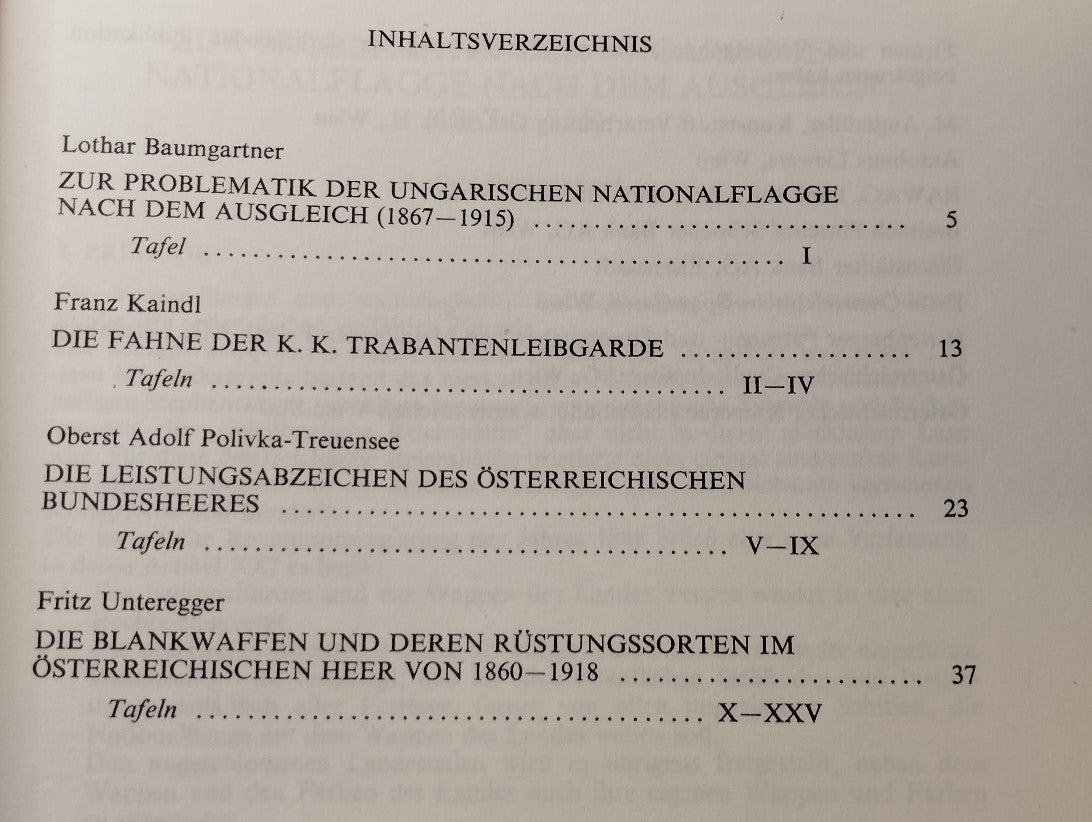 INHALTSVERZEICHNIS
Lothar Baumgartner
ZUR PROBLEMATIK DER UNGARISCHEN NATIONALFLAGGE
NACH DEM AUSGLEICH (1867—1915) .............................. 5
Tafel .................................................. I
Franz Kaindl
DIE FAHNE DER K. K. TRABANTENLEIBGARDE ................... 13
Tafeln ............................................ II—IV
Oberst Adolf Polivka-Treuensee
DIE LEISTUNGSABZEICHEN DES ÖSTERREICHISCHEN
BUNDESHEERES .................................................. 23
Tafeln ............................................ V—IX
Fritz Unteregger
DIE BLANKWAFFEN UND DEREN RÜSTUNGSSORTEN IM
ÖSTERREICHISCHEN HEER VON 1860—1918 ......................... 37
Tafeln .......................................... X—XXV